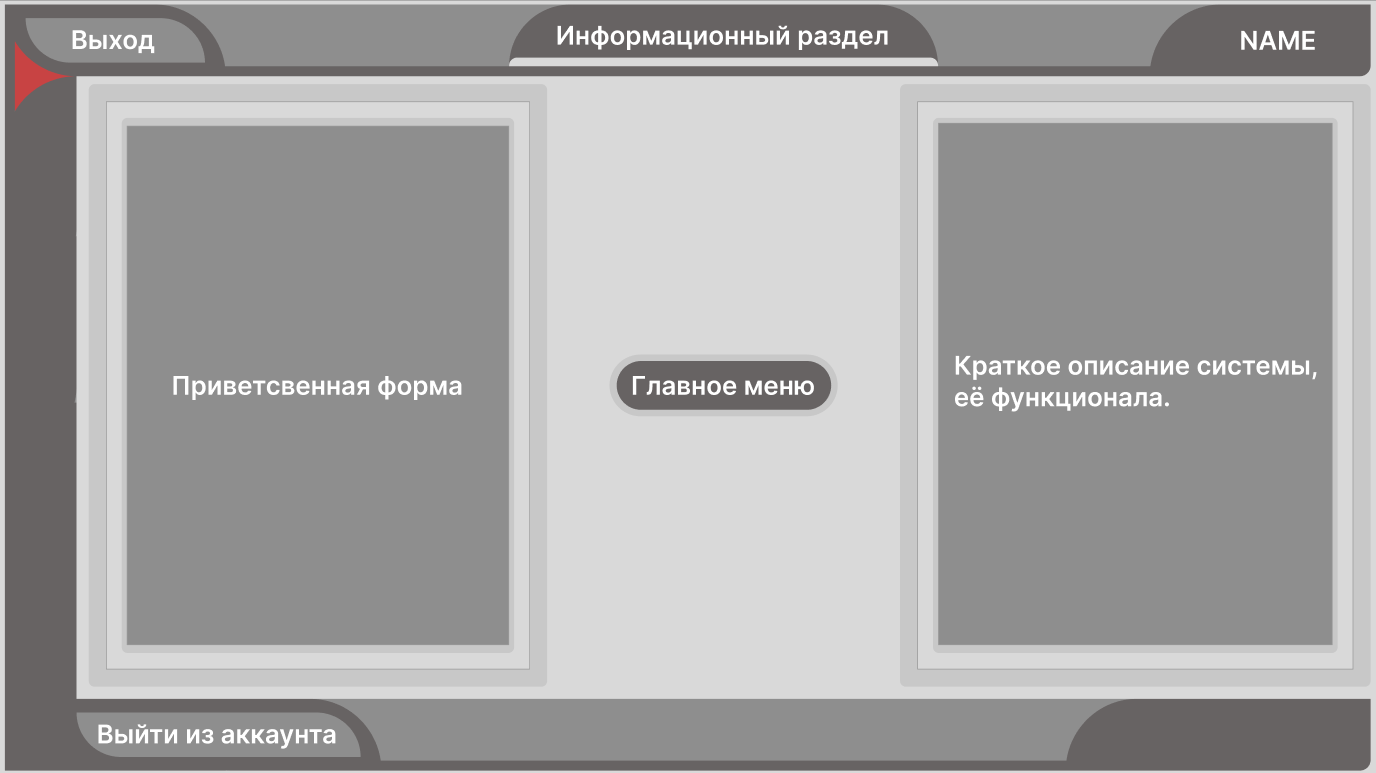 Выход
Информационный раздел
NAME
Приветсвенная форма
Главное меню
Краткое описание системы,
её функционала.
Выйти из аккаунта